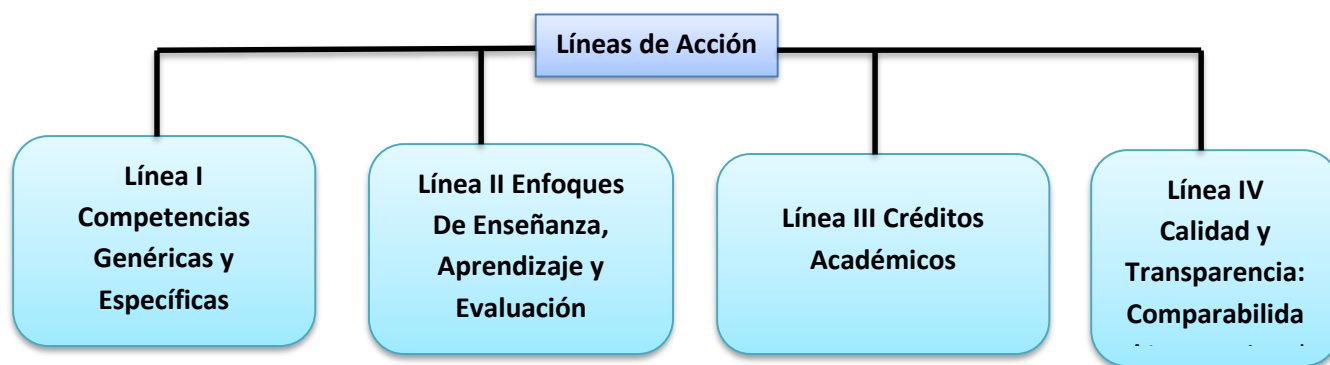 Líneas de Acción
Línea I
Competencias
Genéricas y
Específicas
Línea II Enfoques
De Enseñanza,
Aprendizaje y
Evaluación
Línea III Créditos
Académicos
Línea IV
Calidad y
Transparencia:
Comparabilida